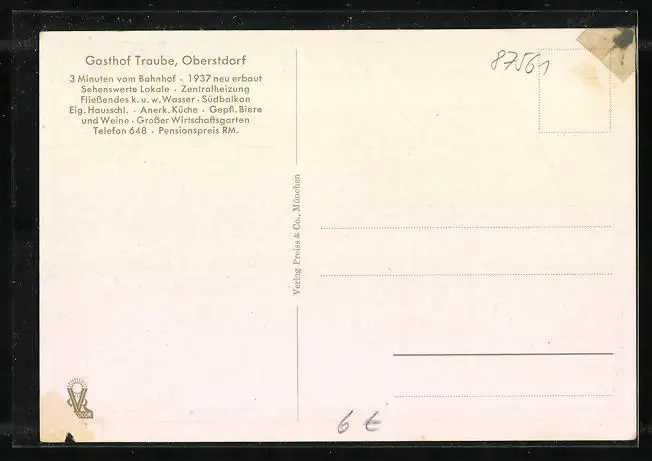 Gasthof Traube, Oberstdorf
3 Minuten vom Bahnhof · 1937 neu erbaut
Sehenswerte Lokale · Zentralheizung
Fließendes k. u. w. Wasser · Südbalkon
Eig. Hausschl. · Anerk. Küche · Gepfl. Biere
und Weine · Großer Wirtschaftsgarten
Telefon 648 · Pensionspreis RM.
Verlag Preiss & Co., München
87561
COLOR
6 t